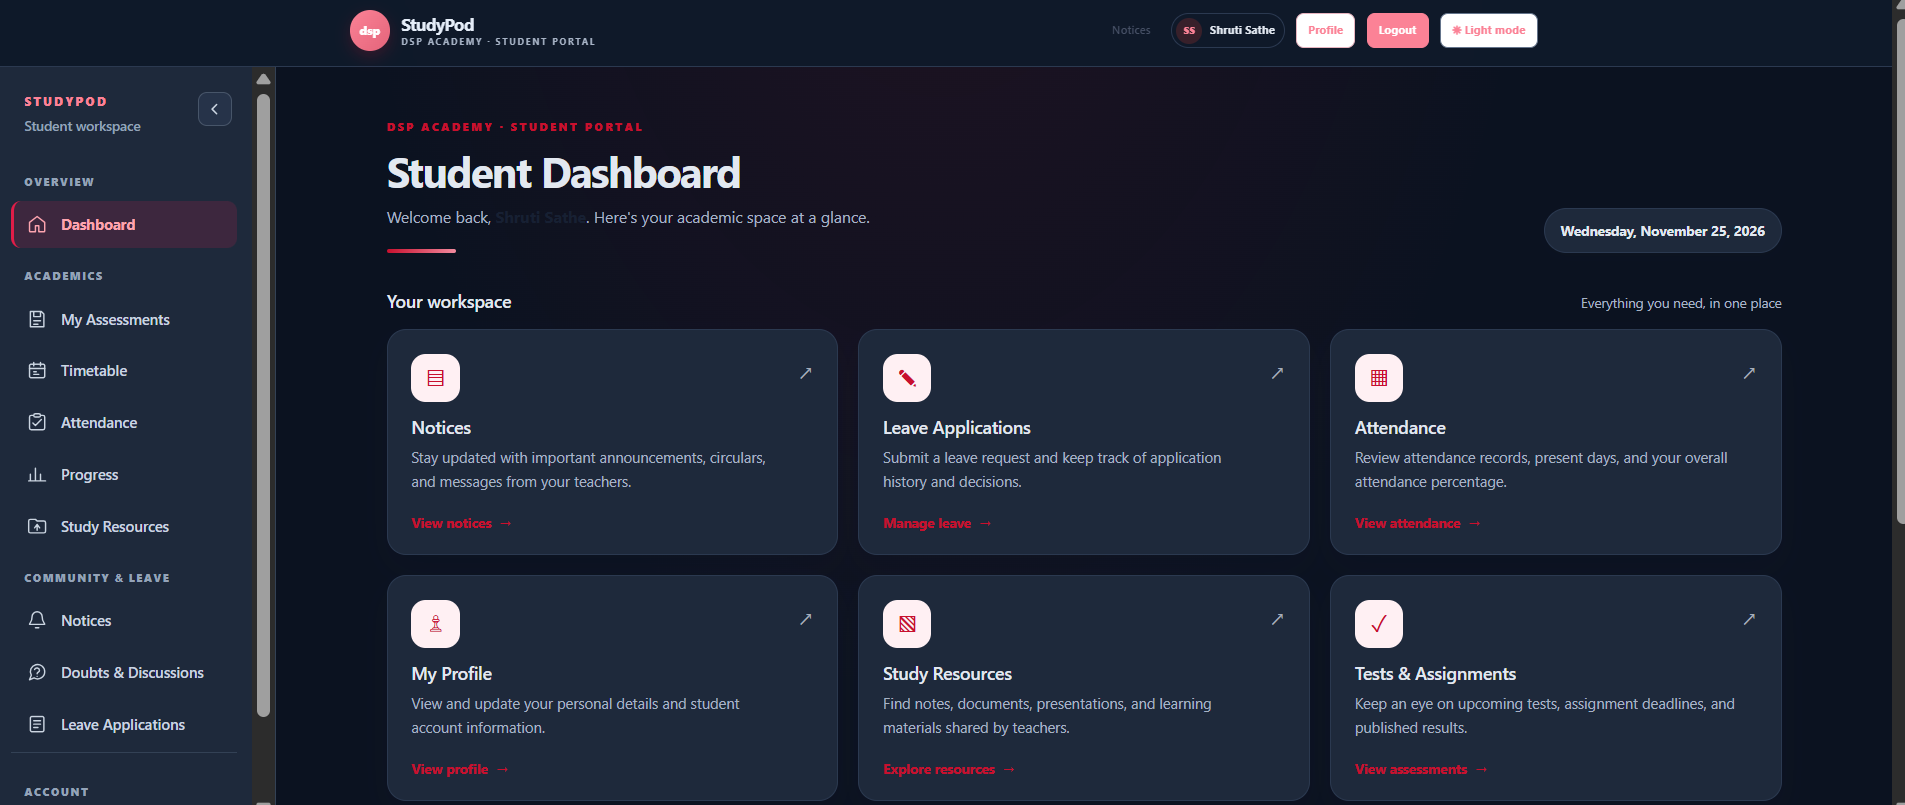 dsp
StudyPod
DSP ACADEMY · STUDENT PORTAL
Notices
SS Shruti Sathe
Profile
Logout
Light mode
STUDYPOD
Student workspace
OVERVIEW
Dashboard
ACADEMICS
My Assessments
Timetable
Attendance
Progress
Study Resources
COMMUNITY & LEAVE
Notices
Doubts & Discussions
Leave Applications
ACCOUNT
DSP ACADEMY · STUDENT PORTAL
Student Dashboard
Welcome back, Shruti Sathe. Here's your academic space at a glance.
Wednesday, November 25, 2026
Your workspace
Everything you need, in one place
Notices
Stay updated with important announcements, circulars,
and messages from your teachers.
View notices →
Leave Applications
Submit a leave request and keep track of application
history and decisions.
Manage leave →
Attendance
Review attendance records, present days, and your overall
attendance percentage.
View attendance →
My Profile
View and update your personal details and student
account information.
View profile →
Study Resources
Find notes, documents, presentations, and learning
materials shared by teachers.
Explore resources →
Tests & Assignments
Keep an eye on upcoming tests, assignment deadlines, and
published results.
View assessments →